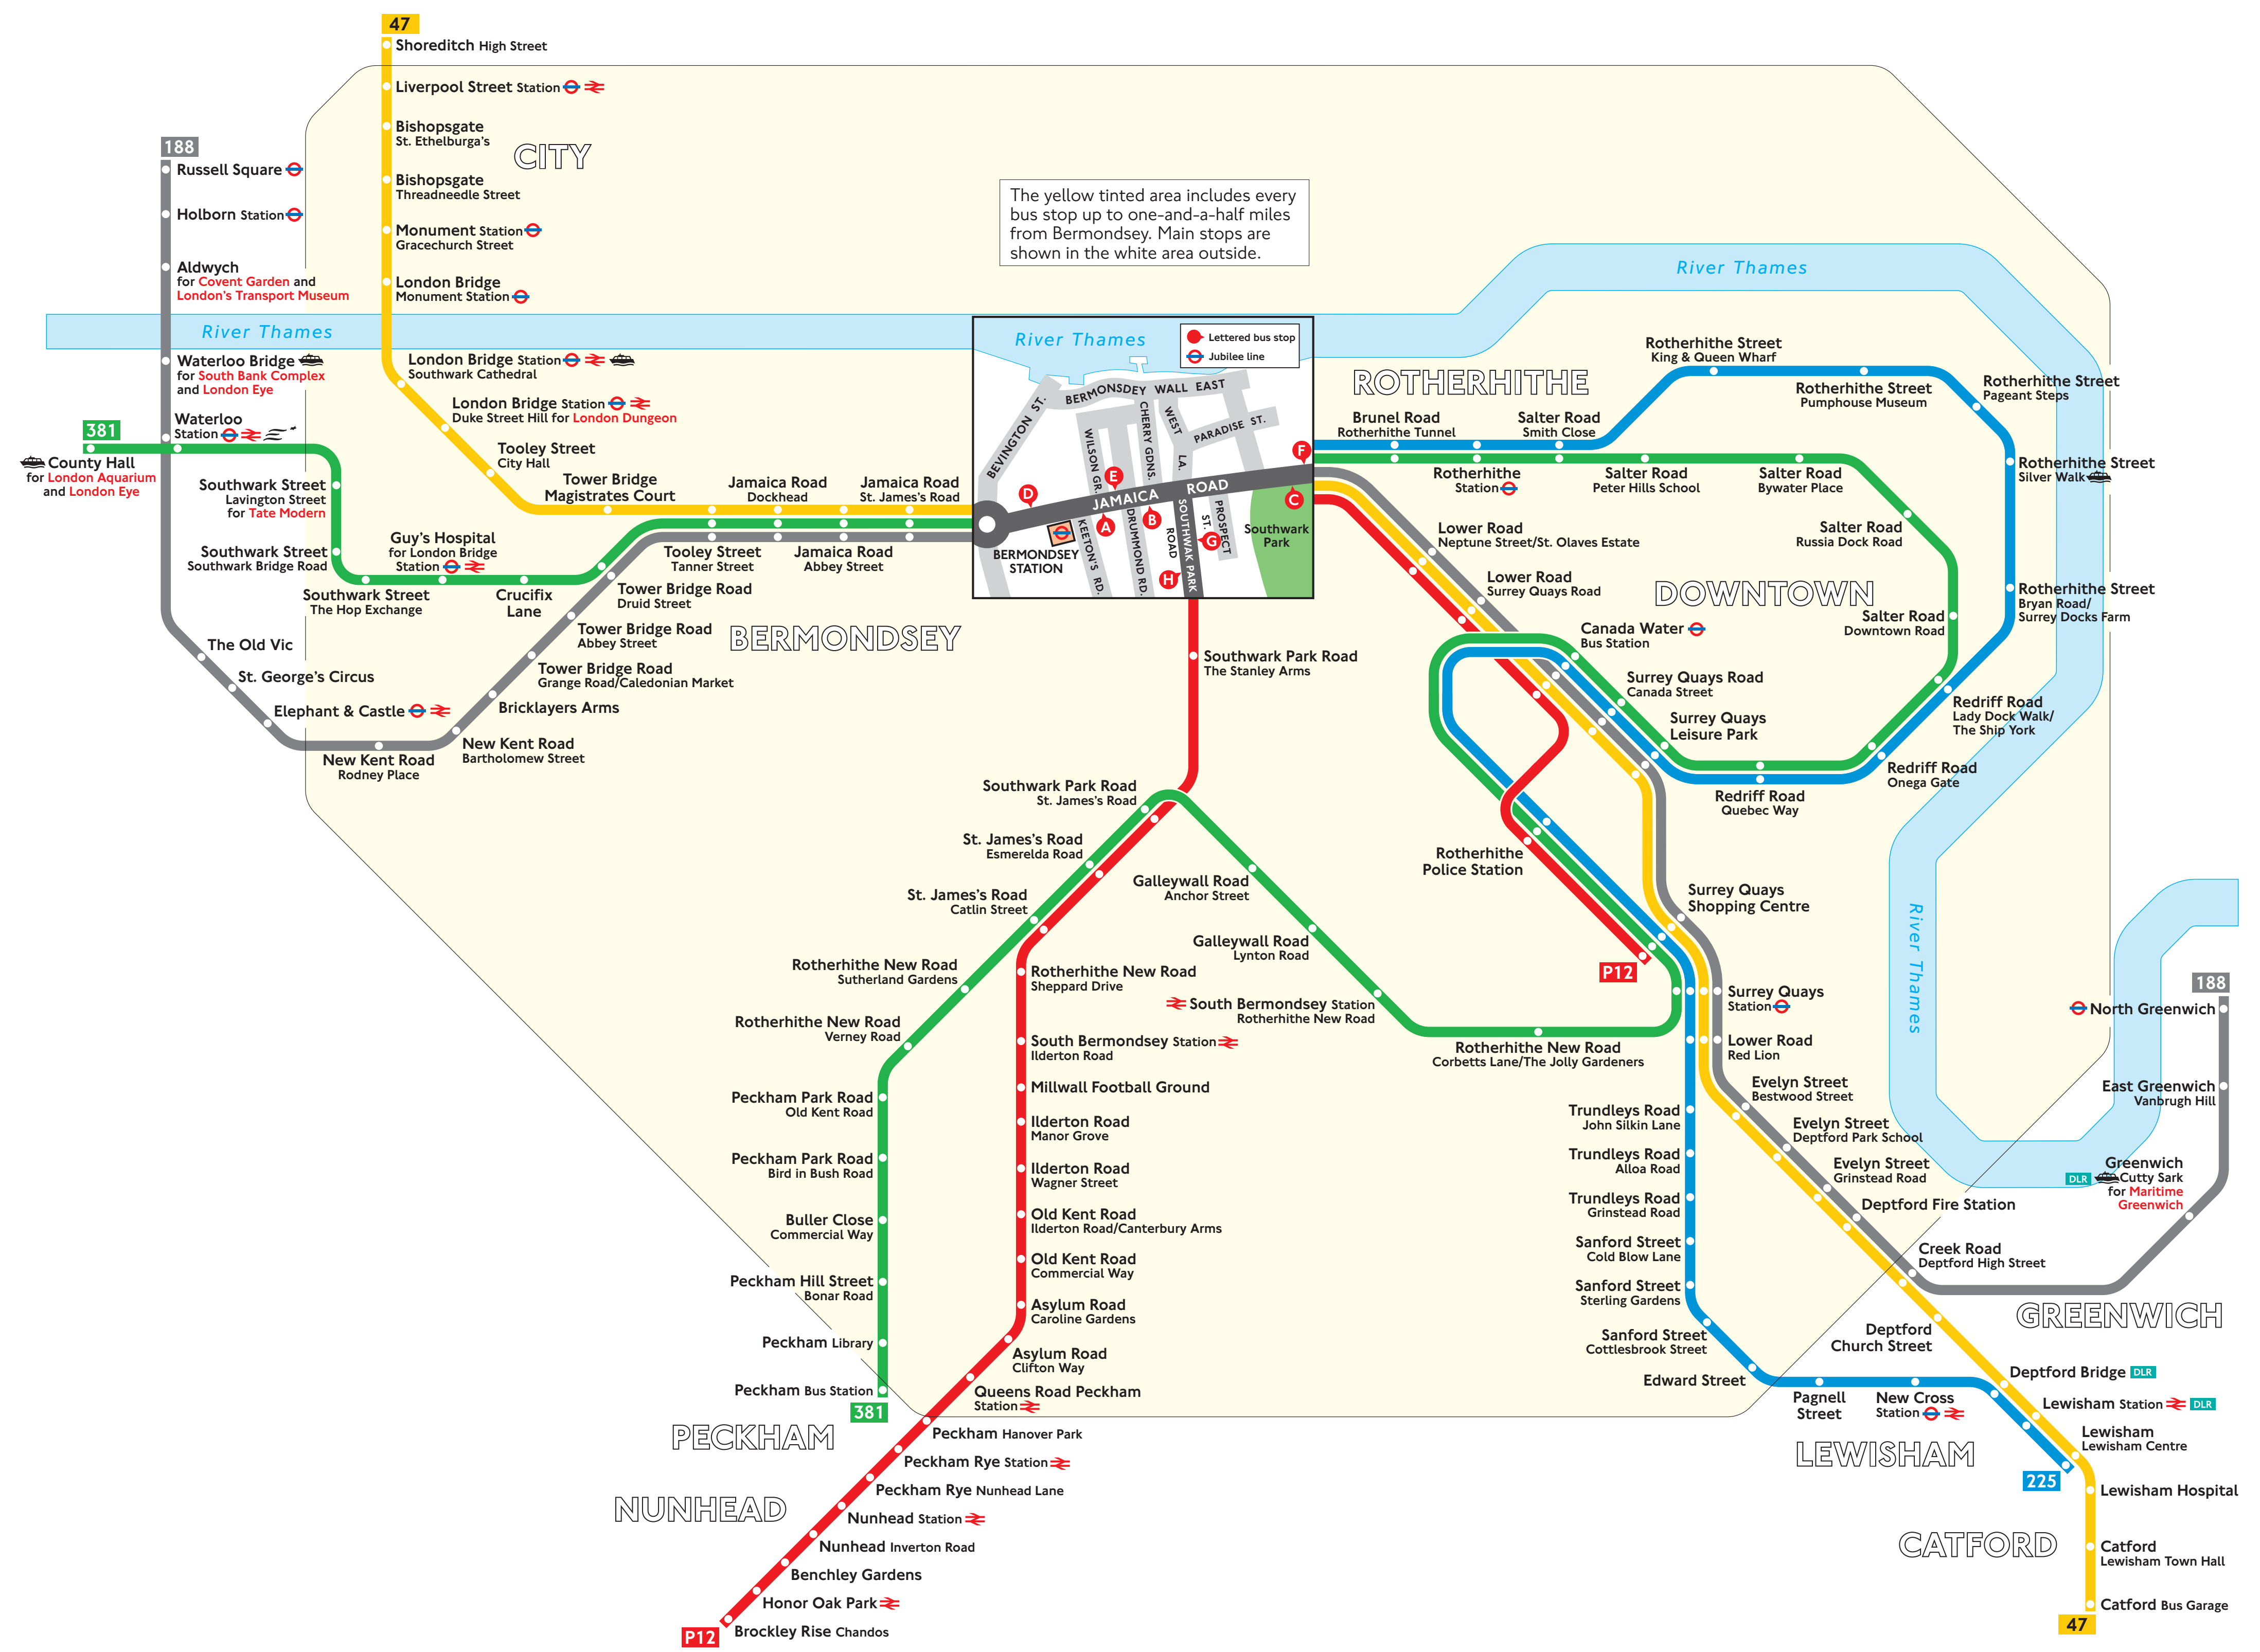 47
Shoreditch High Street
Liverpool Street Station
Bishopsgate
St. Ethelburga's
CITY
Bishopsgate
Threadneedle Street
Monument Station
Gracechurch Street
London Bridge
Monument Station
188
Russell Square
Holborn Station
Aldwych
for Covent Garden and
London's Transport Museum
River Thames
Waterloo Bridge
for South Bank Complex
and London Eye
Waterloo
Station
381
County Hall
for London Aquarium
and London Eye
The yellow tinted area includes every
bus stop up to one-and-a-half miles
from Bermondsey. Main stops are
shown in the white area outside.
London Bridge Station
Southwark Cathedral
London Bridge Station
Duke Street Hill for London Dungeon
Tooley Street
City Hall
Tower Bridge
Magistrates Court
Jamaica Road
Dockhead
Jamaica Road
St. James's Road
Southwark Street
Lavington Street
for Tate Modern
Southwark Street
Southwark Bridge Road
Guy's Hospital
for London Bridge
Station
Southwark Street
The Hop Exchange
Crucifix
Lane
Tooley Street
Tanner Street
Jamaica Road
Abbey Street
Tower Bridge Road
Druid Street
Tower Bridge Road
Abbey Street
Tower Bridge Road
Grange Road/Caledonian Market
Bricklayers Arms
BERMONDSEY
The Old Vic
St. George's Circus
Elephant & Castle
New Kent Road
Rodney Place
New Kent Road
Bartholomew Street
River Thames
Lettered bus stop
Jubilee line
BEVINGTON ST.
BERMONSDEY WALL EAST
WILSON GR.
CHERRY GDNS.
WEST
LA.
PARADISE ST.
JAMAICA ROAD
D
E
F
A
B
C
G
H
KEETON'S RD.
DRUMMOND RD.
SOUTHWAK PARK
ROAD
PROSPECT
ST.
BERMONDSEY
STATION
Southwark
Park
River Thames
ROTHERHITHE
Brunel Road
Rotherhithe Tunnel
Salter Road
Smith Close
Rotherhithe Street
King & Queen Wharf
Rotherhithe Street
Pumphouse Museum
Rotherhithe Street
Pageant Steps
Rotherhithe
Station
Salter Road
Peter Hills School
Salter Road
Bywater Place
Rotherhithe Street
Silver Walk
Salter Road
Russia Dock Road
Lower Road
Neptune Street/St. Olaves Estate
Lower Road
Surrey Quays Road
DOWNTOWN
Rotherhithe Street
Bryan Road/
Surrey Docks Farm
Salter Road
Downtown Road
Canada Water
Bus Station
Surrey Quays Road
Canada Street
Surrey Quays
Leisure Park
Redriff Road
Lady Dock Walk/
The Ship York
Redriff Road
Onega Gate
Redriff Road
Quebec Way
Southwark Park Road
The Stanley Arms
Southwark Park Road
St. James's Road
St. James's Road
Esmerelda Road
St. James's Road
Catlin Street
Rotherhithe New Road
Sutherland Gardens
Rotherhithe New Road
Verney Road
Peckham Park Road
Old Kent Road
Peckham Park Road
Bird in Bush Road
Buller Close
Commercial Way
Peckham Hill Street
Bonar Road
Peckham Library
Peckham Bus Station
381
PECKHAM
Galleywall Road
Anchor Street
Galleywall Road
Lynton Road
South Bermondsey Station
Rotherhithe New Road
Rotherhithe New Road
Corbetts Lane/The Jolly Gardeners
Rotherhithe New Road
Sheppard Drive
South Bermondsey Station
Ilderton Road
Millwall Football Ground
Ilderton Road
Manor Grove
Ilderton Road
Wagner Street
Old Kent Road
Ilderton Road/Canterbury Arms
Old Kent Road
Commercial Way
Asylum Road
Caroline Gardens
Asylum Road
Clifton Way
Queens Road Peckham
Station
Peckham Hanover Park
Peckham Rye Station
Peckham Rye Nunhead Lane
NUNHEAD
Nunhead Station
Nunhead Inverton Road
Benchley Gardens
Honor Oak Park
P12
Brockley Rise Chandos
Rotherhithe
Police Station
P12
Surrey Quays
Shopping Centre
Surrey Quays
Station
Lower Road
Red Lion
Evelyn Street
Bestwood Street
Evelyn Street
Deptford Park School
Evelyn Street
Grinstead Road
Deptford Fire Station
Creek Road
Deptford High Street
River Thames
188
North Greenwich
East Greenwich
Vanbrugh Hill
Greenwich
DLR
Cutty Sark
for Maritime
Greenwich
GREENWICH
Trundleys Road
John Silkin Lane
Trundleys Road
Alloa Road
Trundleys Road
Grinstead Road
Sanford Street
Cold Blow Lane
Sanford Street
Sterling Gardens
Sanford Street
Cottlesbrook Street
Edward Street
Pagnell
Street
New Cross
Station
LEWISHAM
225
Deptford
Church Street
Deptford Bridge DLR
Lewisham Station DLR
Lewisham
Lewisham Centre
Lewisham Hospital
CATFORD
Catford
Lewisham Town Hall
Catford Bus Garage
47